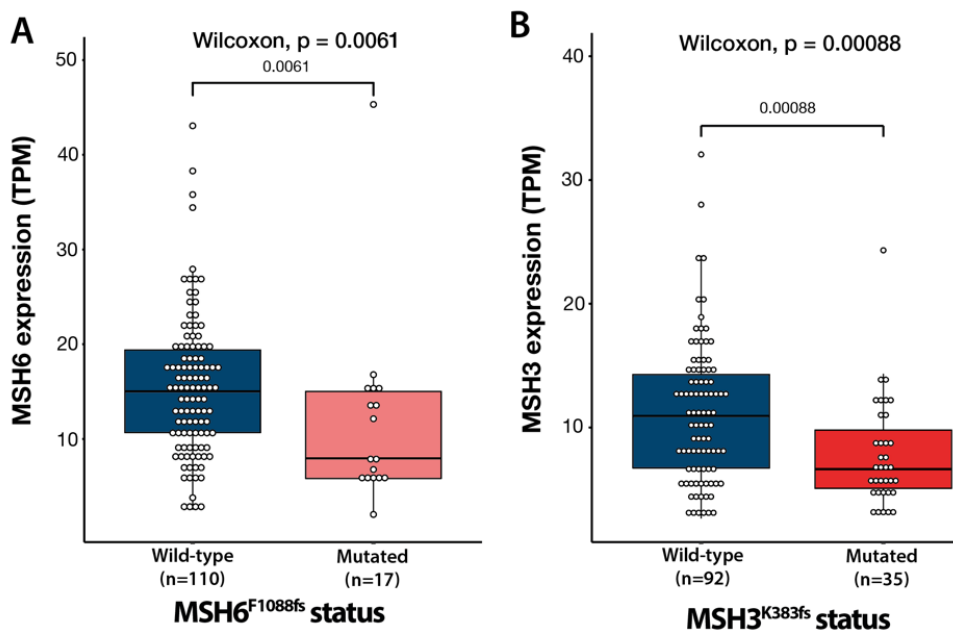 A
Wilcoxon, p = 0.0061
0.0061
MSH6 expression (TPM)
50
40
30
20
10
Wild-type
(n=110)
Mutated
(n=17)
MSH6F1088fs status
B
Wilcoxon, p = 0.00088
0.00088
MSH3 expression (TPM)
40
30
20
10
Wild-type
(n=92)
Mutated
(n=35)
MSH3K383fs status